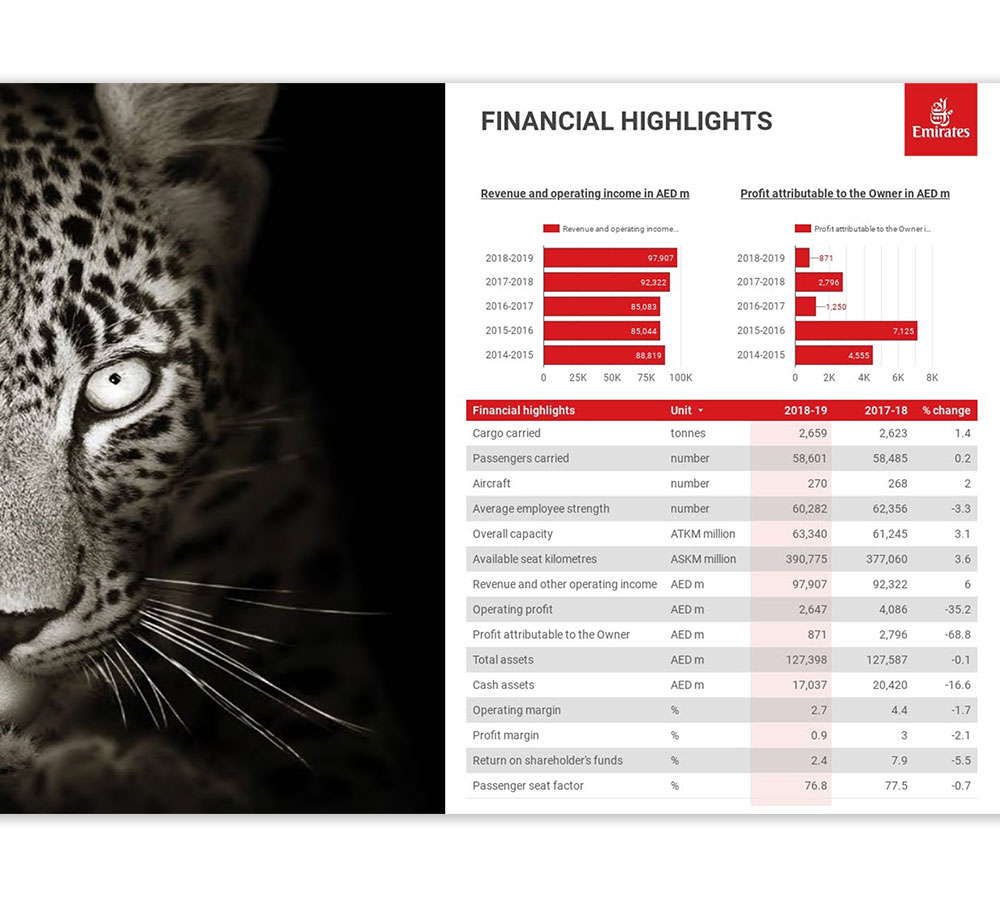 FINANCIAL HIGHLIGHTS
Emirates
Revenue and operating income in AED m
Revenue and operating income...
2018-2019 97,907
2017-2018 92,322
2016-2017 85,083
2015-2016 85,044
2014-2015 88,819
0 25K 50K 75K 100K
Profit attributable to the Owner in AED m
Profit attributable to the Owner i...
2018-2019 871
2017-2018 2,796
2016-2017 1,250
2015-2016 7,125
2014-2015 4,555
0 2K 4K 6K 8K
Financial highlights Unit 2018-19 2017-18 % change
Cargo carried tonnes 2,659 2,623 1.4
Passengers carried number 58,601 58,485 0.2
Aircraft number 270 268 2
Average employee strength number 60,282 62,356 -3.3
Overall capacity ATKM million 63,340 61,245 3.1
Available seat kilometres ASKM million 390,775 377,060 3.6
Revenue and other operating income AED m 97,907 92,322 6
Operating profit AED m 2,647 4,086 -35.2
Profit attributable to the Owner AED m 871 2,796 -68.8
Total assets AED m 127,398 127,587 -0.1
Cash assets AED m 17,037 20,420 -16.6
Operating margin % 2.7 4.4 -1.7
Profit margin % 0.9 3 -2.1
Return on shareholder's funds % 2.4 7.9 -5.5
Passenger seat factor % 76.8 77.5 -0.7